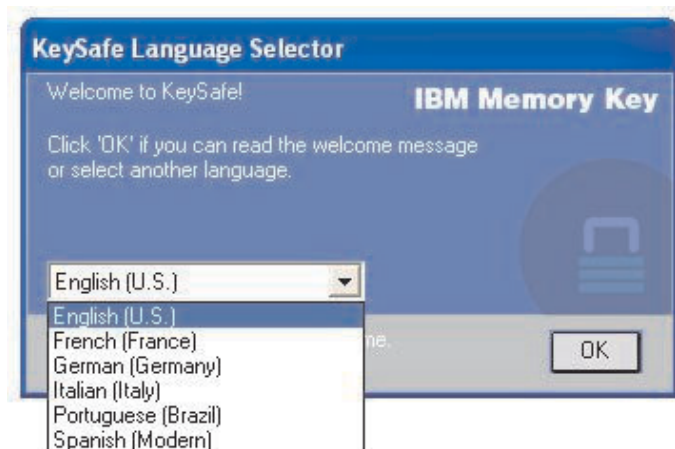 KeySafe Language Selector
Welcome to KeySafe!
IBM Memory Key
Click 'OK' if you can read the welcome message
or select another language.
English (U.S.)
English (U.S.)
French (France)
German (Germany)
Italian (Italy)
Portuguese (Brazil)
Spanish (Modern)
OK